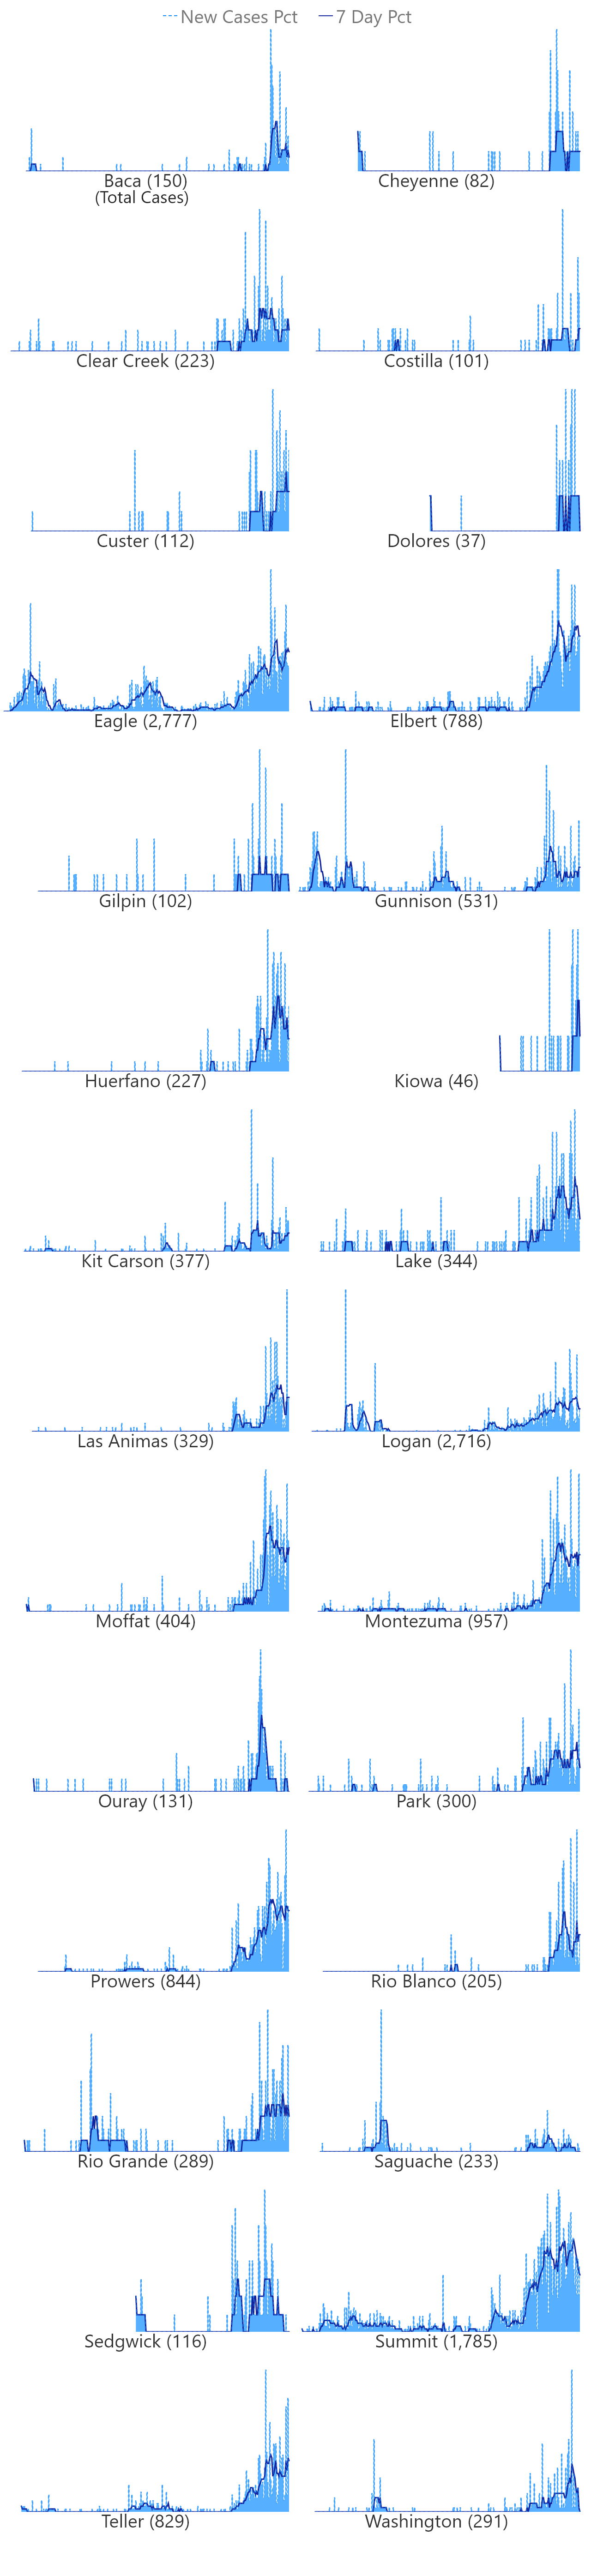 New Cases Pct 7 Day Pct
Baca (150) Cheyenne (82)
(Total Cases)
Clear Creek (223) Costilla (101)
Custer (112) Dolores (37)
Eagle (2,777) Elbert (788)
Gilpin (102) Gunnison (531)
Huerfano (227) Kiowa (46)
Kit Carson (377) Lake (344)
Las Animas (329) Logan (2,716)
Moffat (404) Montezuma (957)
Ouray (131) Park (300)
Prowers (844) Rio Blanco (205)
Rio Grande (289) Saguache (233)
Sedgwick (116) Summit (1,785)
Teller (829) Washington (291)